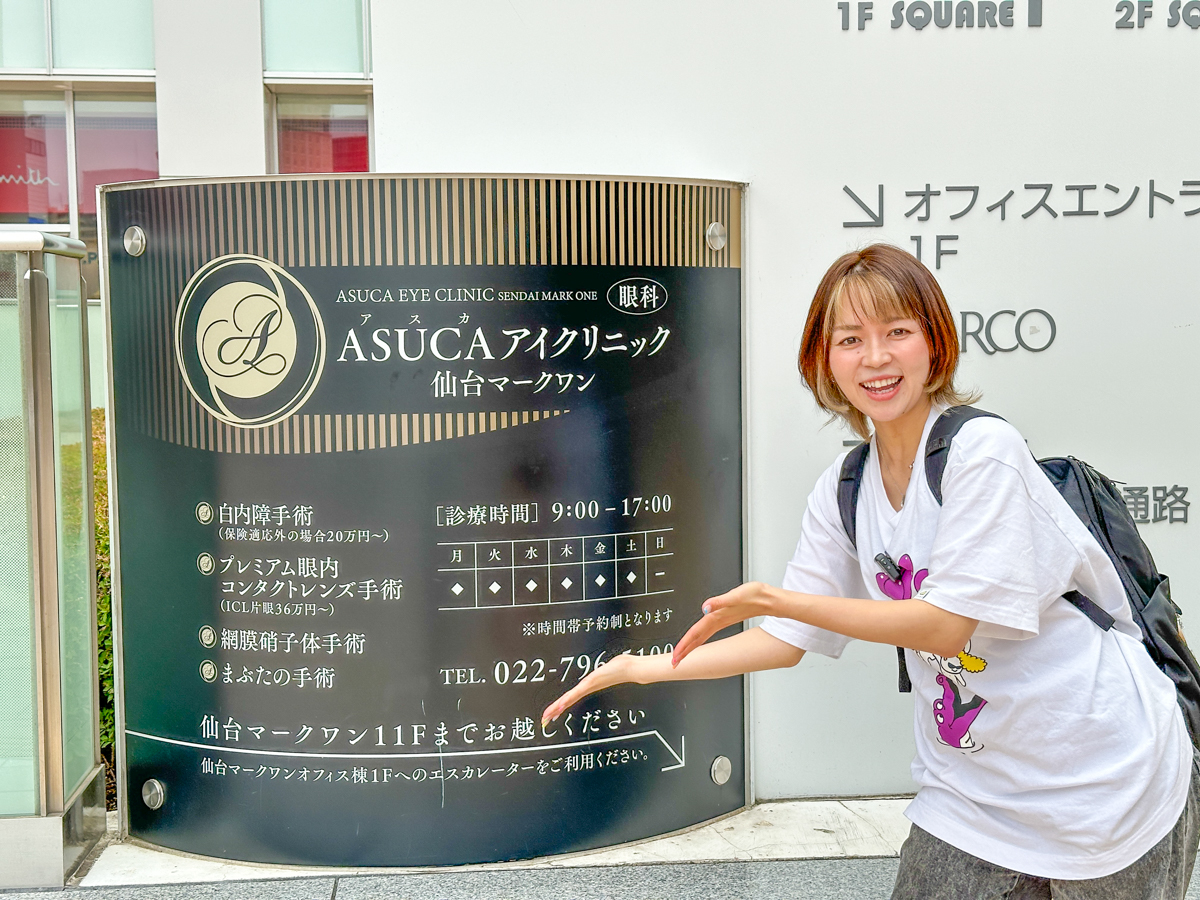 1F SQUARE
2F SQ
mith
オフィスエントラ
1F
RCO
通路
ASUCA EYE CLINIC SENDAI MARK ONE 眼科
アスカ
ASUCAアイクリニック
仙台マークワン
白内障手術
(保険適応外の場合20万円〜)
プレミアム眼内
コンタクトレンズ手術
(ICL片眼36万円〜)
網膜硝子体手術
まぶたの手術
[診療時間] 9:00 – 17:00
月 火 水 木 金 土 日
◆ ◆ ◆ ◆ ◆ ◆ ー
※時間帯予約制となります
TEL. 022-796
仙台マークワン11Fまでお越しください
仙台マークワンオフィス棟1Fへのエスカレーターをご利用ください。